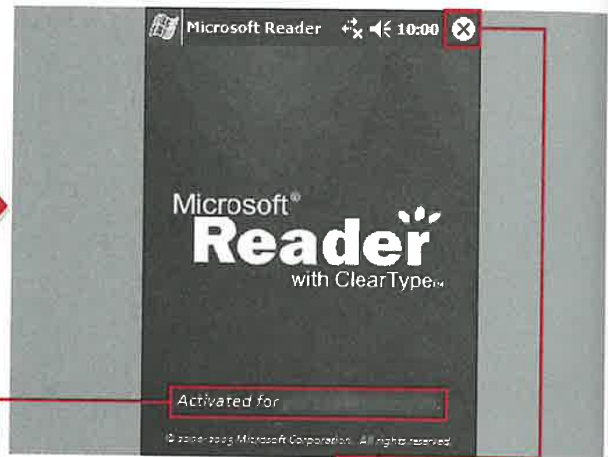 Microsoft Reader 10:00
Microsoft®
Reader
with ClearType™
Activated for
Microsoft Corporation. All rights reserved.